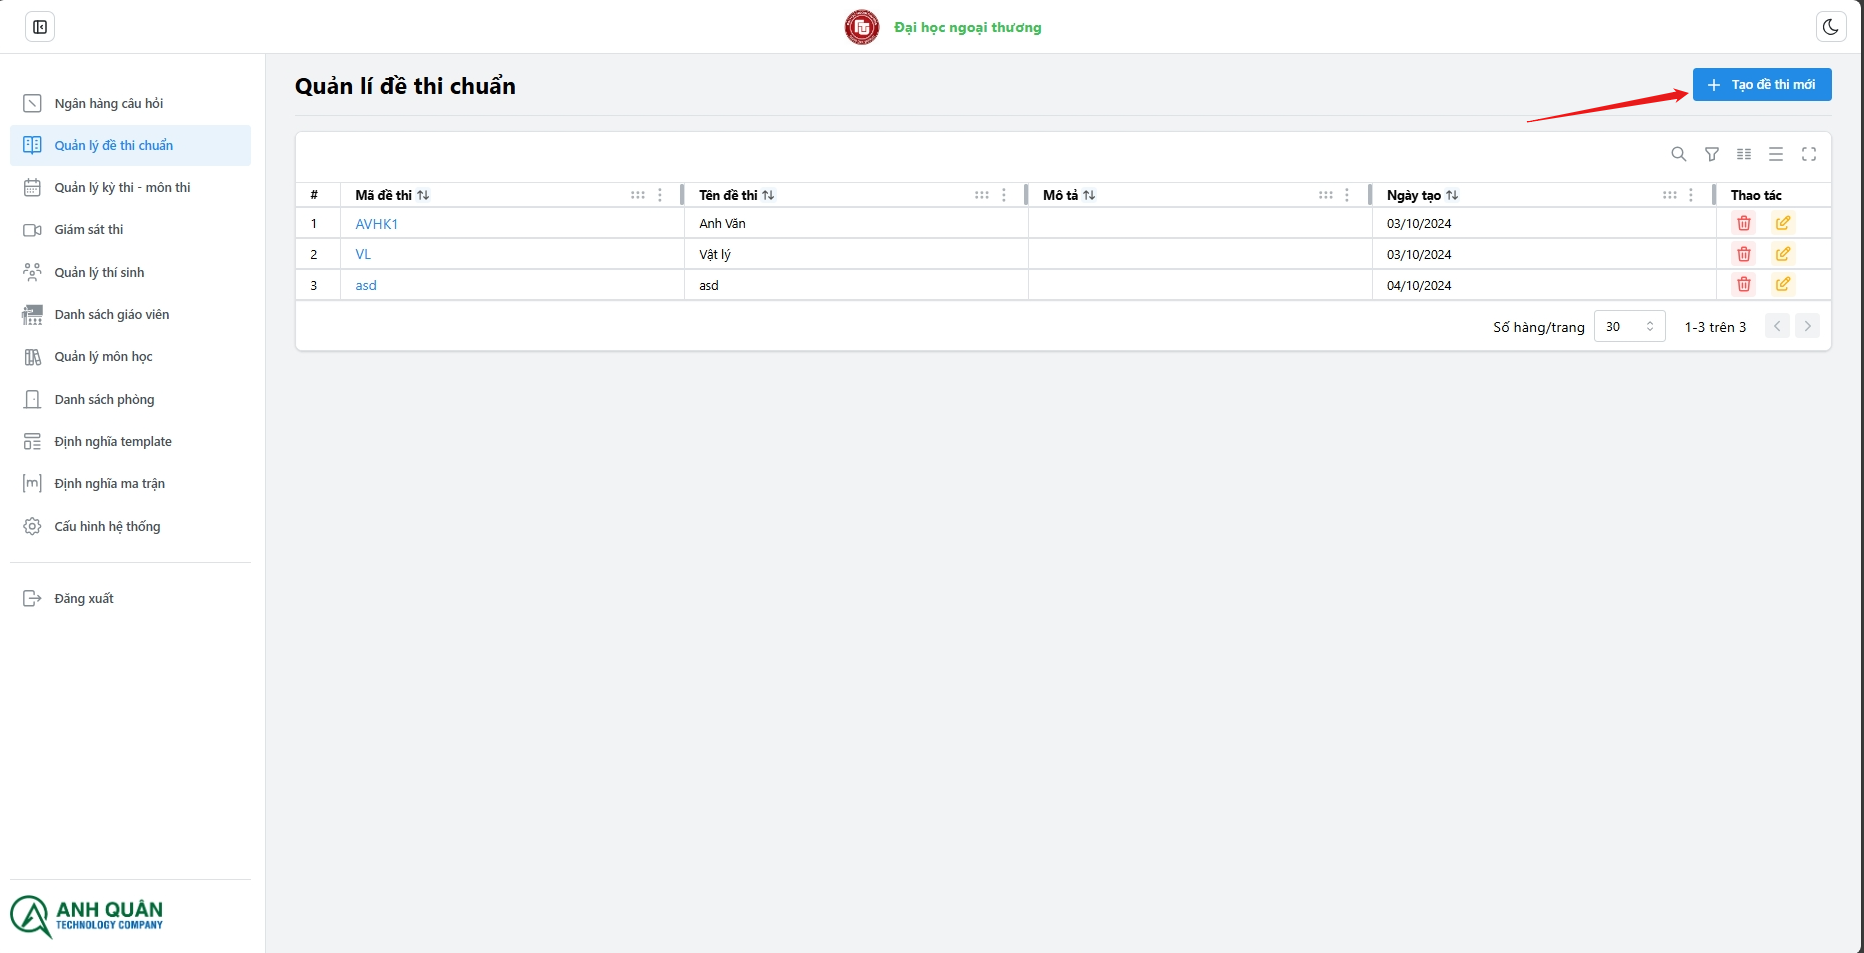 Đại học ngoại thương
Ngân hàng câu hỏi
Quản lý đề thi chuẩn
Quản lý kỳ thi - môn thi
Giám sát thi
Quản lý thí sinh
Danh sách giáo viên
Quản lý môn học
Danh sách phòng
Định nghĩa template
Định nghĩa ma trận
Cấu hình hệ thống
Đăng xuất
ANH QUÂN
TECHNOLOGY COMPANY
Quản lí đề thi chuẩn
Tạo đề thi mới
# Mã đề thi Tên đề thi Mô tả Ngày tạo Thao tác
1 AVHK1 Anh Văn 03/10/2024
2 VL Vật lý 03/10/2024
3 asd asd 04/10/2024
Số hàng/trang 30 1-3 trên 3